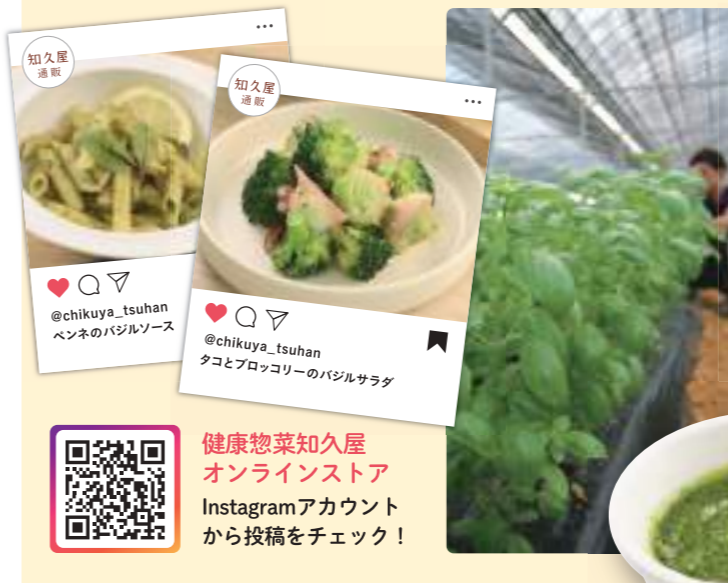 知久屋
通販
@chikuya_tsuhan
ペンネのバジルソース
知久屋
通販
@chikuya_tsuhan
タコとブロッコリーのバジルサラダ
健康惣菜知久屋
オンラインストア
Instagramアカウント
から投稿をチェック！